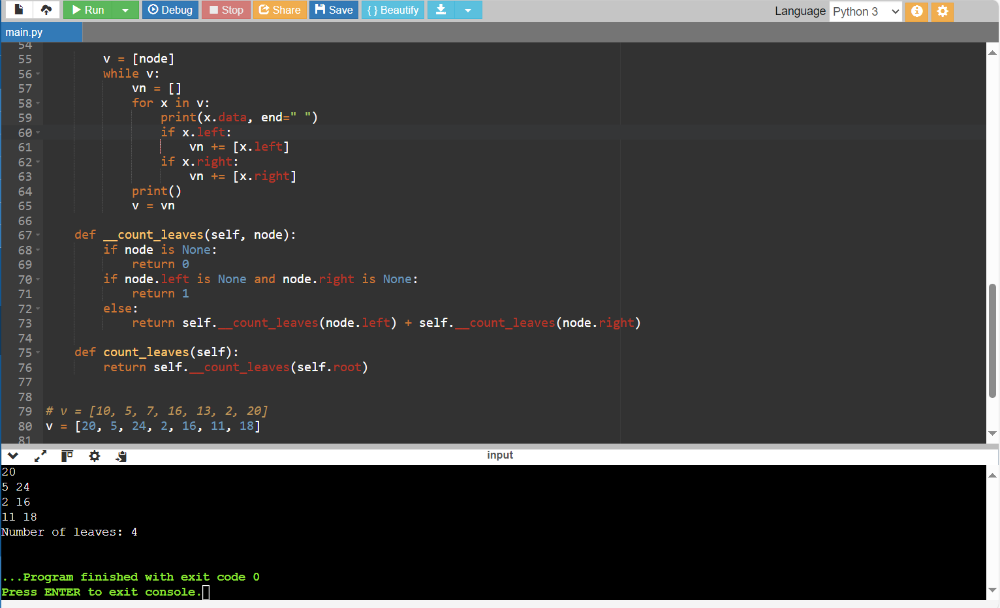 Run Debug Stop Share Save { } Beautify Language Python 3
main.py
54
55 v = [node]
56 while v:
57 vn = []
58 for x in v:
59 print(x.data, end=" ")
60 if x.left:
61 vn += [x.left]
62 if x.right:
63 vn += [x.right]
64 print()
65 v = vn
66
67 def __count_leaves(self, node):
68 if node is None:
69 return 0
70 if node.left is None and node.right is None:
71 return 1
72 else:
73 return self.__count_leaves(node.left) + self.__count_leaves(node.right)
74
75 def count_leaves(self):
76 return self.__count_leaves(self.root)
77
78
79 # v = [10, 5, 7, 16, 13, 2, 20]
80 v = [20, 5, 24, 2, 16, 11, 18]
81
input
20
5 24
2 16
11 18
Number of leaves: 4
...Program finished with exit code 0
Press ENTER to exit console.